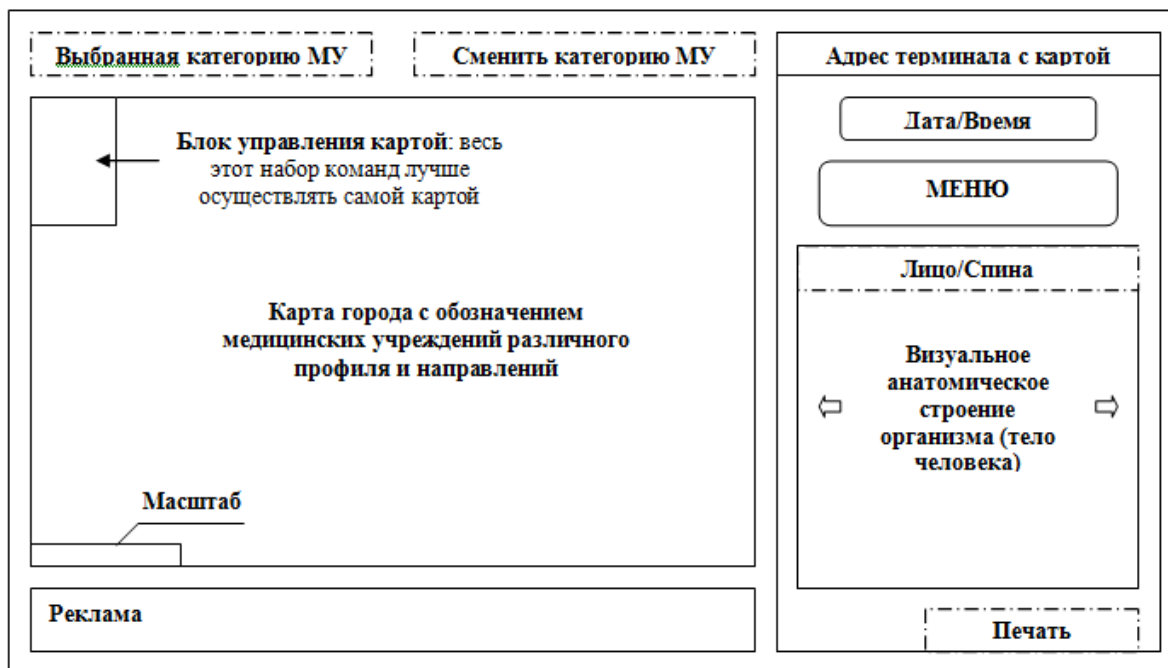 Выбранная категорию МУ
Сменить категорию МУ
Адрес терминала с картой
Дата/Время
МЕНЮ
Блок управления картой: весь
этот набор команд лучше
осуществлять самой картой
Карта города с обозначением
медицинских учреждений различного
профиля и направлений
Масштаб
Реклама
Лицо/Спина
Визуальное
анатомическое
строение
организма (тело
человека)
Печать